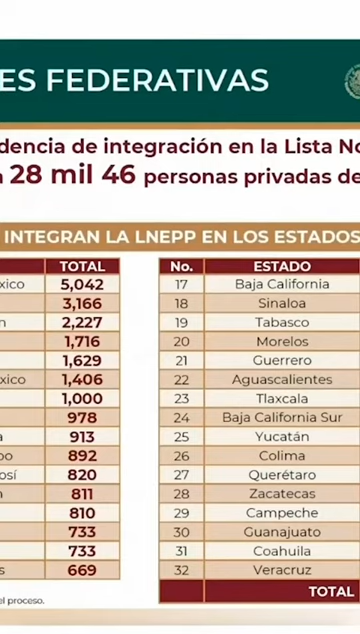 ES FEDERATIVAS
dencia de integración en la Lista No
28 mil 46 personas privadas de
INTEGRAN LA LNEPP EN LOS ESTADOS
TOTAL
xico 5,042
3,166
n 2,227
1,716
1,629
xico 1,406
1,000
978
a 913
po 892
osí 820
n 811
810
733
733
s 669
No. ESTADO
17 Baja California
18 Sinaloa
19 Tabasco
20 Morelos
21 Guerrero
22 Aguascalientes
23 Tlaxcala
24 Baja California Sur
25 Yucatán
26 Colima
27 Querétaro
28 Zacatecas
29 Campeche
30 Guanajuato
31 Coahuila
32 Veracruz
TOTAL
el proceso.